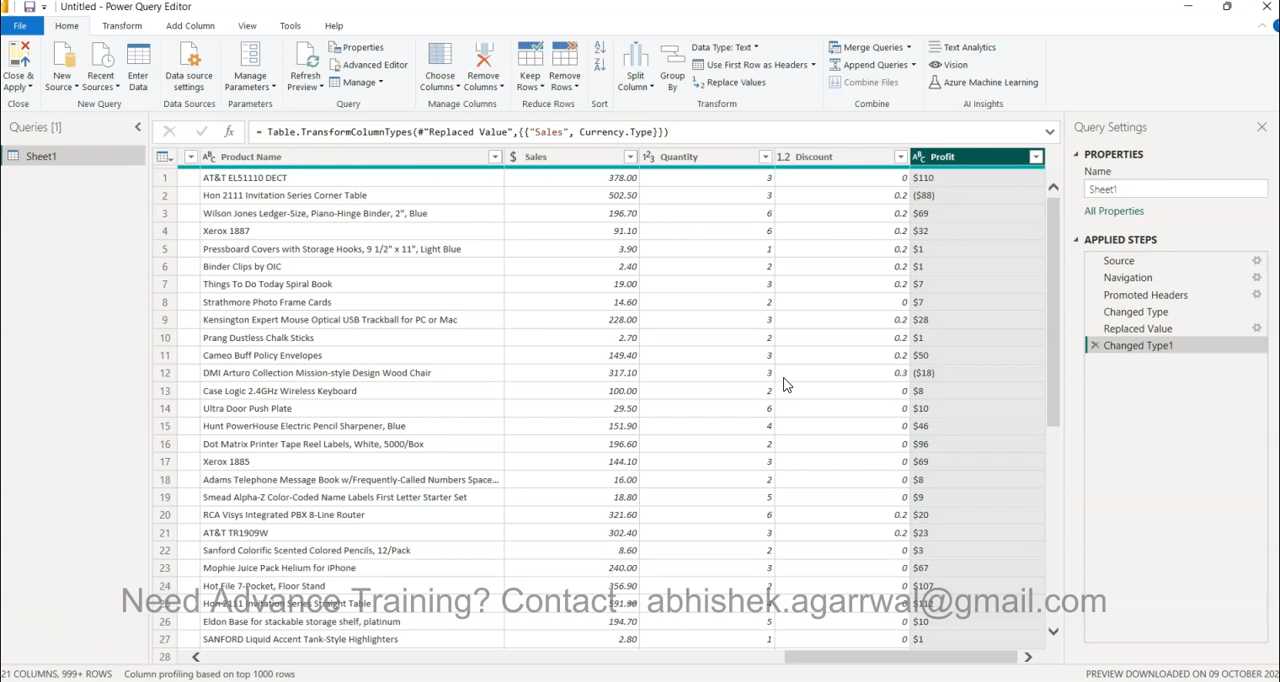 Untitled - Power Query Editor
File Home Transform Add Column View Tools Help
Close & Apply
New Source
Recent Sources
Enter Data
Data source settings
Manage Parameters
Refresh Preview
Properties
Advanced Editor
Manage
Choose Columns
Remove Columns
Keep Rows
Remove Rows
Split Column
Group By
Data Type: Text
Use First Row as Headers
Replace Values
Merge Queries
Append Queries
Combine Files
Text Analytics
Vision
Azure Machine Learning
Close New Query Data Sources Parameters Query Manage Columns Reduce Rows Sort Transform Combine AI Insights
Queries [1]
Sheet1
fx = Table.TransformColumnTypes(#"Replaced Value",{{"Sales", Currency.Type}})
Product Name $ Sales 123 Quantity 1.2 Discount ABC Profit
1 AT&T EL51110 DECT 378.00 3 0 $110
2 Hon 2111 Invitation Series Corner Table 502.50 3 0.2 ($88)
3 Wilson Jones Ledger-Size, Piano-Hinge Binder, 2", Blue 196.70 6 0.2 $69
4 Xerox 1887 91.10 6 0.2 $32
5 Pressboard Covers with Storage Hooks, 9 1/2" x 11", Light Blue 3.90 1 0.2 $1
6 Binder Clips by OIC 2.40 2 0.2 $1
7 Things To Do Today Spiral Book 19.00 3 0.2 $7
8 Strathmore Photo Frame Cards 14.60 2 0 $7
9 Kensington Expert Mouse Optical USB Trackball for PC or Mac 228.00 3 0.2 $28
10 Prang Dustless Chalk Sticks 2.70 2 0.2 $1
11 Cameo Buff Policy Envelopes 149.40 3 0.2 $50
12 DMI Arturo Collection Mission-style Design Wood Chair 317.10 3 0.3 ($18)
13 Case Logic 2.4GHz Wireless Keyboard 100.00 2 0 $8
14 Ultra Door Push Plate 29.50 6 0 $10
15 Hunt PowerHouse Electric Pencil Sharpener, Blue 151.90 4 0 $46
16 Dot Matrix Printer Tape Reel Labels, White, 5000/Box 196.60 2 0 $96
17 Xerox 1885 144.10 3 0 $69
18 Adams Telephone Message Book w/Frequently-Called Numbers Space... 16.00 2 0 $8
19 Smead Alpha-Z Color-Coded Name Labels First Letter Starter Set 18.80 5 0 $9
20 RCA Visys Integrated PBX 8-Line Router 321.60 6 0.2 $20
21 AT&T TR1909W 302.40 3 0.2 $23
22 Sanford Colorific Scented Colored Pencils, 12/Pack 8.60 2 0 $3
23 Mophie Juice Pack Helium for iPhone 240.00 3 0 $67
24 Hot File 7-Pocket, Floor Stand 356.90 2 0 $107
Need Advance Training? Contact - abhishek.agarrwal@gmail.com
Hon 2111 Invitation Series Straight Table 591.90 $112
26 Eldon Base for stackable storage shelf, platinum 194.70 5 0 $10
27 SANFORD Liquid Accent Tank-Style Highlighters 2.80 1 0 $1
28
Query Settings
PROPERTIES
Name
Sheet1
All Properties
APPLIED STEPS
Source
Navigation
Promoted Headers
Changed Type
Replaced Value
Changed Type1
21 COLUMNS, 999+ ROWS Column profiling based on top 1000 rows PREVIEW DOWNLOADED ON 09 OCTOBER 202